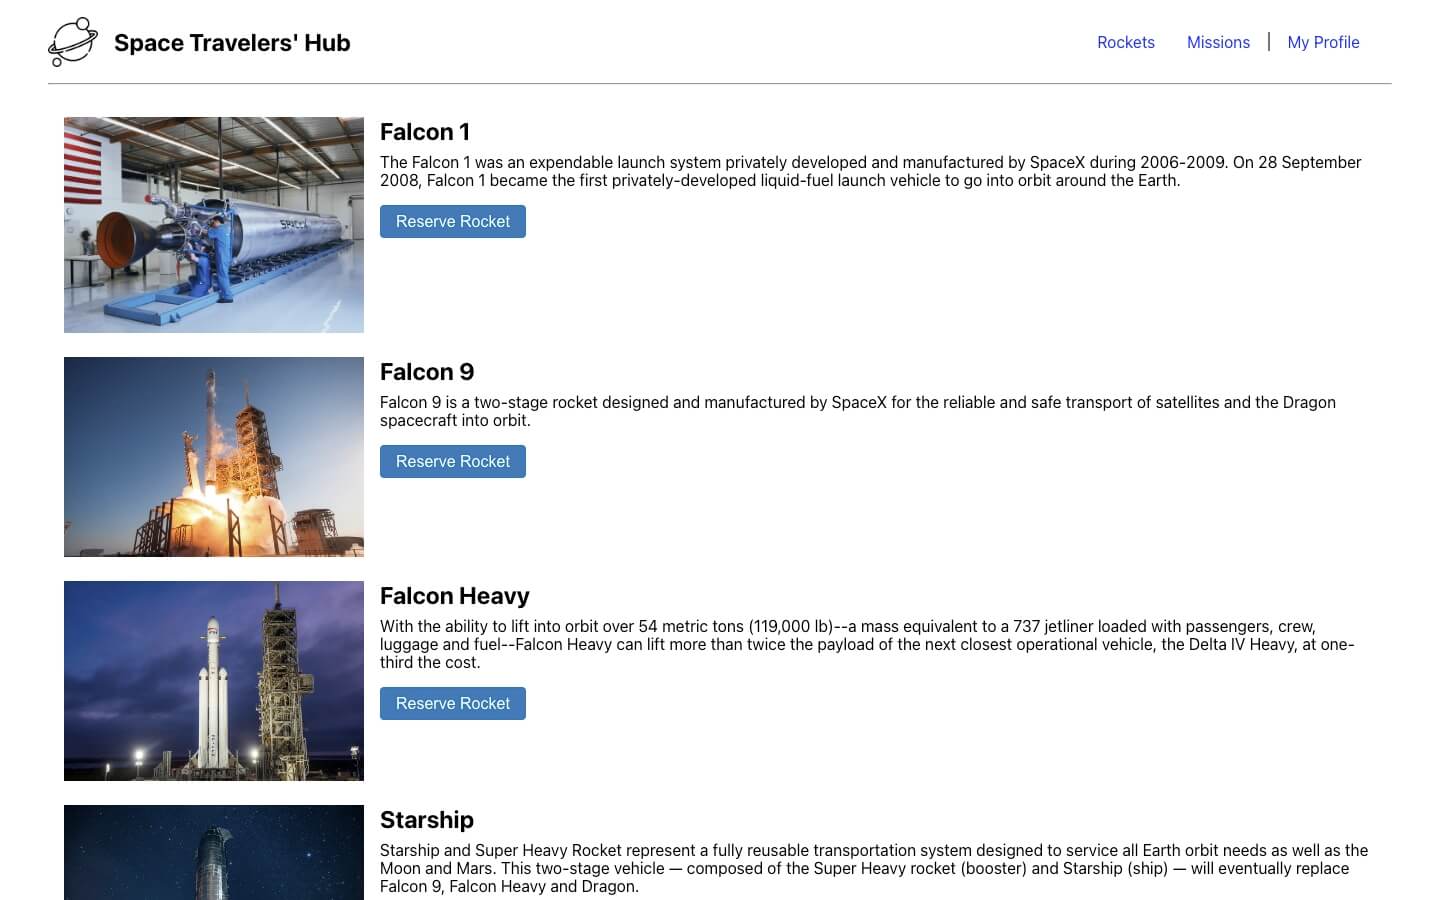 Space Travelers' Hub
Rockets
Missions
My Profile
Falcon 1
The Falcon 1 was an expendable launch system privately developed and manufactured by SpaceX during 2006-2009. On 28 September
2008, Falcon 1 became the first privately-developed liquid-fuel launch vehicle to go into orbit around the Earth.
Reserve Rocket
SPACEX
Falcon 9
Falcon 9 is a two-stage rocket designed and manufactured by SpaceX for the reliable and safe transport of satellites and the Dragon
spacecraft into orbit.
Reserve Rocket
Falcon Heavy
With the ability to lift into orbit over 54 metric tons (119,000 lb)--a mass equivalent to a 737 jetliner loaded with passengers, crew,
luggage and fuel--Falcon Heavy can lift more than twice the payload of the next closest operational vehicle, the Delta IV Heavy, at one-
third the cost.
Reserve Rocket
Starship
Starship and Super Heavy Rocket represent a fully reusable transportation system designed to service all Earth orbit needs as well as the
Moon and Mars. This two-stage vehicle — composed of the Super Heavy rocket (booster) and Starship (ship) — will eventually replace
Falcon 9, Falcon Heavy and Dragon.